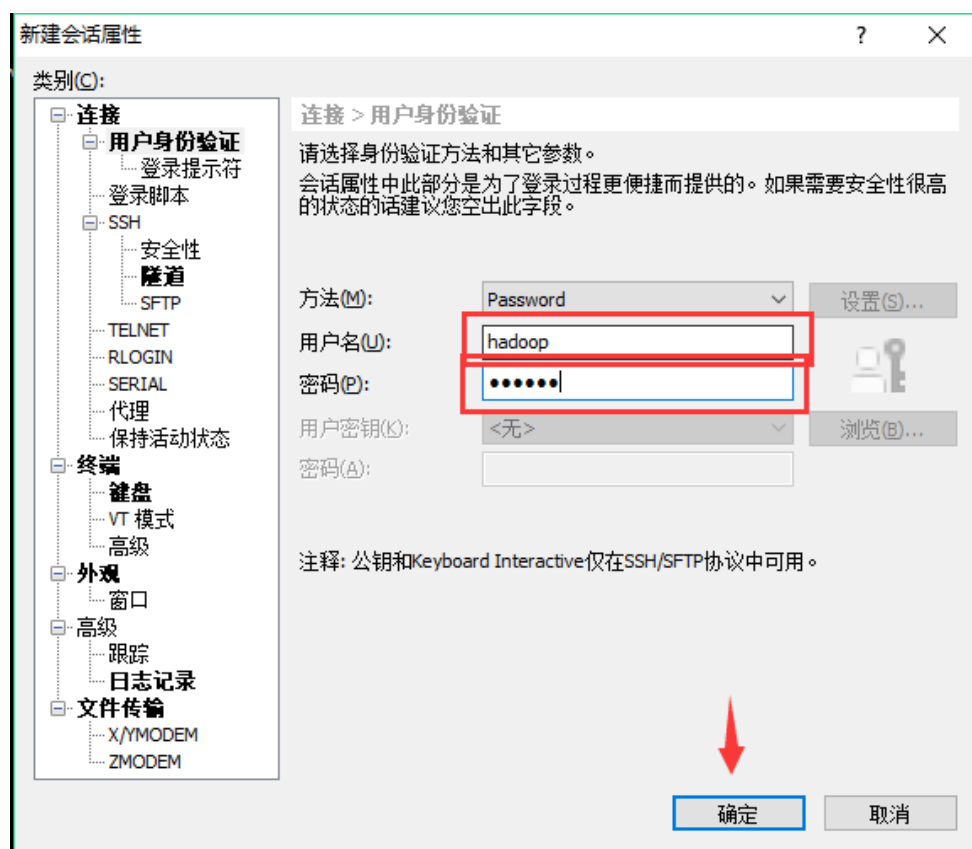 新建会话属性
?
类别(C):
连接
用户身份验证
登录提示符
登录脚本
SSH
安全性
隧道
SFTP
TELNET
RLOGIN
SERIAL
代理
保持活动状态
终端
键盘
VT 模式
高级
外观
窗口
高级
跟踪
日志记录
文件传输
X/YMODEM
ZMODEM
连接 > 用户身份验证
请选择身份验证方法和其它参数。
会话属性中此部分是为了登录过程更便捷而提供的。如果需要安全性很高
的状态的话建议您空出此字段。
方法(M):
Password
设置(S)...
用户名(U):
hadoop
密码(P):
••••••
用户密钥(K):
<无>
浏览(B)...
密码(A):
注释: 公钥和Keyboard Interactive仅在SSH/SFTP协议中可用。
确定
取消